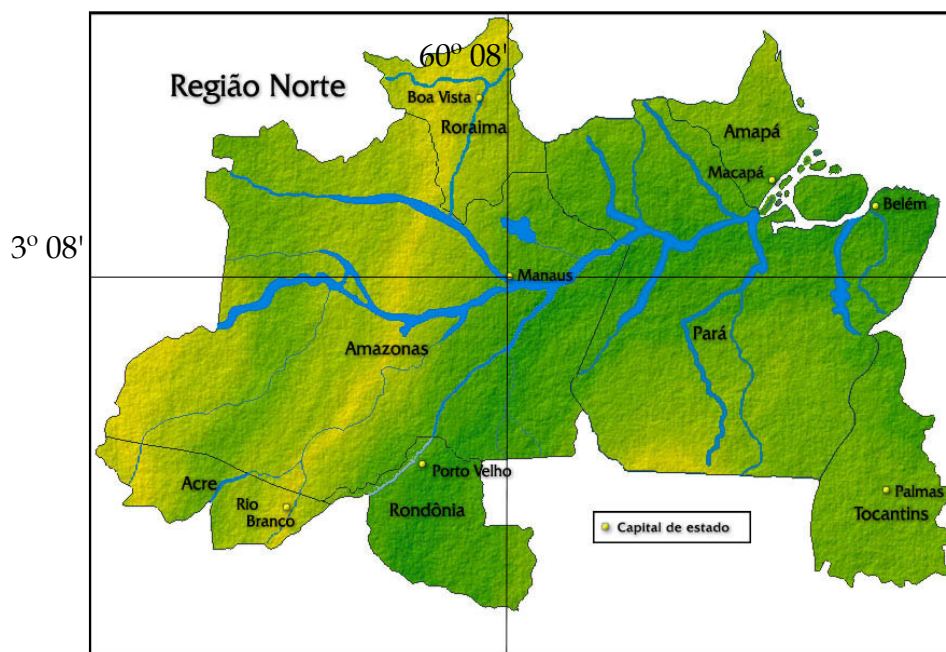 60º 08'
Região Norte
Boa Vista
Roraima
Amapá
Macapá
Belém
3º 08'
Manaus
Amazonas
Pará
Porto Velho
Acre
Rio
Branco
Rondônia
Palmas
Tocantins
Capital de estado